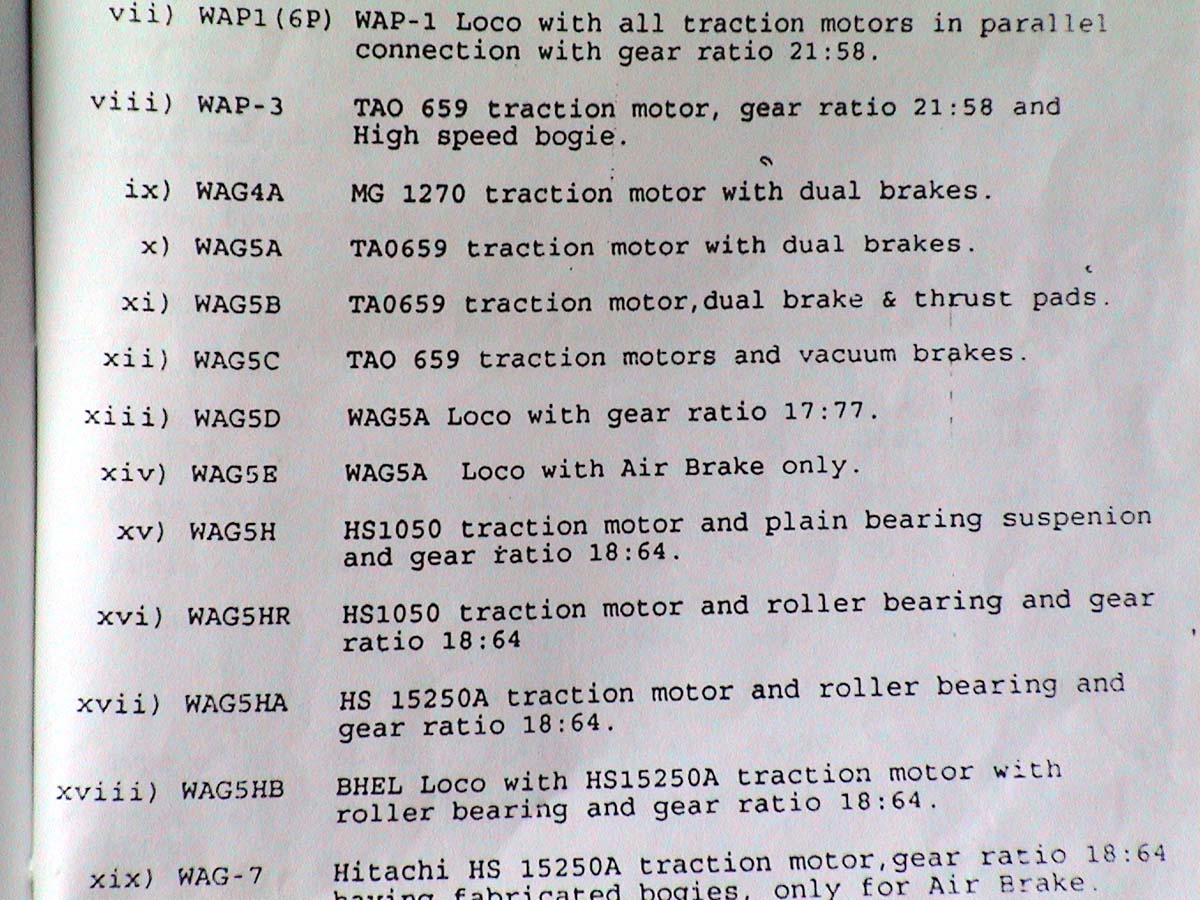 vii) WAP1(6P) WAP-1 Loco with all traction motors in parallel
connection with gear ratio 21:58.
viii) WAP-3 TAO 659 traction motor, gear ratio 21:58 and
High speed bogie.
ix) WAG4A MG 1270 traction motor with dual brakes.
x) WAG5A TA0659 traction motor with dual brakes.
xi) WAG5B TA0659 traction motor,dual brake & thrust pads.
xii) WAG5C TAO 659 traction motors and vacuum brakes.
xiii) WAG5D WAG5A Loco with gear ratio 17:77.
xiv) WAG5E WAG5A Loco with Air Brake only.
xv) WAG5H HS1050 traction motor and plain bearing suspenion
and gear ratio 18:64.
xvi) WAG5HR HS1050 traction motor and roller bearing and gear
ratio 18:64
xvii) WAG5HA HS 15250A traction motor and roller bearing and
gear ratio 18:64.
xviii) WAG5HB BHEL Loco with HS15250A traction motor with
roller bearing and gear ratio 18:64.
xix) WAG-7 Hitachi HS 15250A traction motor,gear ratio 18:64
having fabricated bogies, only for Air Brake.